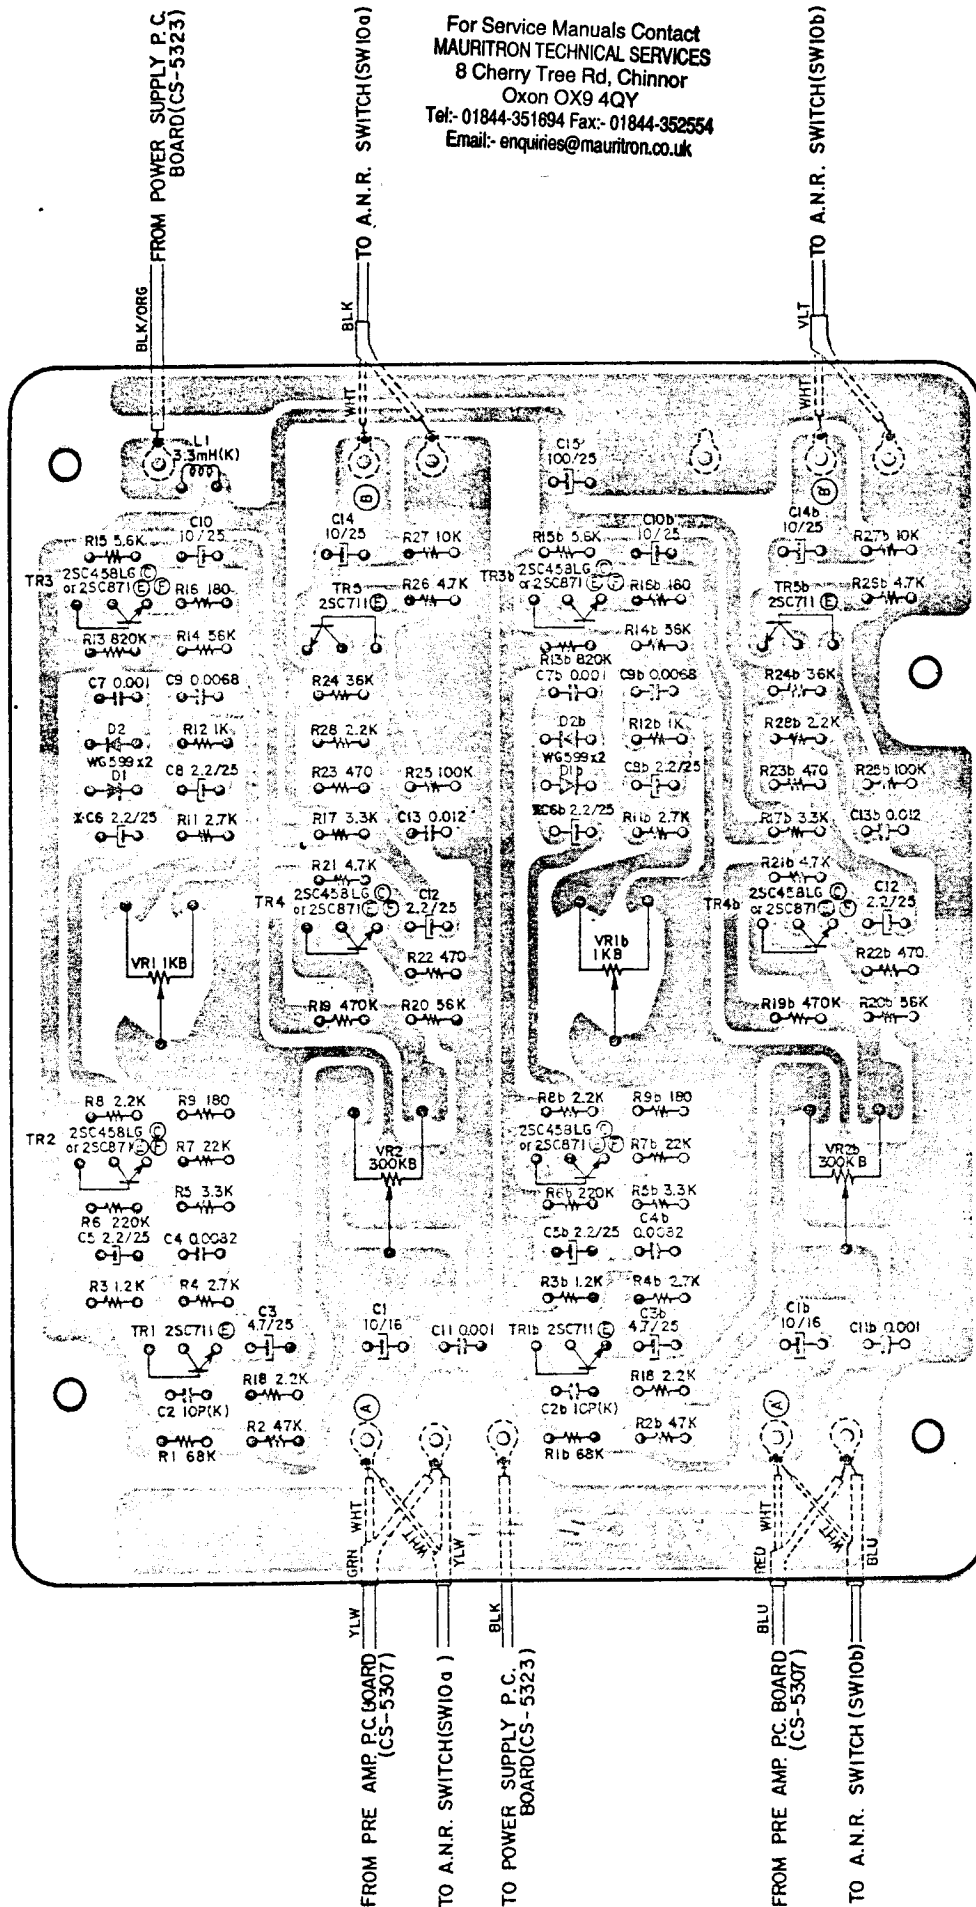 For Service Manuals Contact
MAURITRON TECHNICAL SERVICES
8 Cherry Tree Rd, Chinnor
Oxon OX9 4QY
Tel:- 01844-351694 Fax:- 01844-352554
Email:- enquiries@mauritron.co.uk
FROM POWER SUPPLY P.C.
BOARD(CS-5323)
TO A.N.R. SWITCH(SW10a)
TO A.N.R. SWITCH(SW10b)
BLK/ORG
BLK
VLT
WHT
WHT
L1
3.3mH(K)
B
C15
100/25
B'
R15 5.6K
C10
10/25
C14
10/25
R27 10K
R15b 5.6K
C10b
10/25
C14b
10/25
R27b 10K
TR3
2SC458LG C
or 2SC871 E F
R16 180
TR5
2SC711 E
R26 4.7K
TR3b
2SC458LG C
or 2SC871 E F
R16b 180
TR5b
2SC711 E
R26b 4.7K
R13 820K
R14 56K
R13b 820K
R14b 56K
C7 0.001
C9 0.0068
R24 36K
C7b 0.001
C9b 0.0068
R24b 36K
D2
R12 1K
R28 2.2K
D2b
R12b 1K
R28b 2.2K
WG599x2
D1
C8 2.2/25
R23 470
R25 100K
WG599x2
D1b
C8b 2.2/25
R23b 470
R25b 100K
C6 2.2/25
R11 2.7K
R17 3.3K
C13 0.012
C6b 2.2/25
R11b 2.7K
R17b 3.3K
C13b 0.012
R21 4.7K
R21b 4.7K
TR4
2SC458LG C
or 2SC871 E F
C12
2.2/25
TR4b
2SC458LG C
or 2SC871 E F
C12
2.2/25
VR1 1KB
R22 470
VR1b
1KB
R22b 470
R19 470K
R20 56K
R19b 470K
R20b 56K
R8 2.2K
R9 180
R8b 2.2K
R9b 180
TR2
2SC458LG C
or 2SC871 E F
R7 22K
VR2
300KB
2SC458LG C
or 2SC871 E F
R7b 22K
VR2b
300KB
R5 3.3K
R6b 220K
R5b 3.3K
R6 220K
C5 2.2/25
C4 0.0082
C5b 2.2/25
C4b
0.0082
R3 1.2K
R4 2.7K
R3b 1.2K
R4b 2.7K
TR1 2SC711 E
C3
4.7/25
C1
10/16
C11 0.001
TR1b 2SC711 E
C3b
4.7/25
C1b
10/16
C11b 0.001
C2 10P(K)
R18 2.2K
C2b 10P(K)
R18 2.2K
R1 68K
R2 47K
A
R1b 68K
R2b 47K
A'
GRN
WHT
WHT
YLW
RED
WHT
WHT
BLU
YLW
BLK
BLU
FROM PRE AMP. P.C. BOARD
(CS-5307)
TO A.N.R. SWITCH(SW10a)
TO POWER SUPPLY P.C.
BOARD(CS-5323)
FROM PRE AMP. P.C. BOARD
(CS-5307)
TO A.N.R. SWITCH (SW10b)